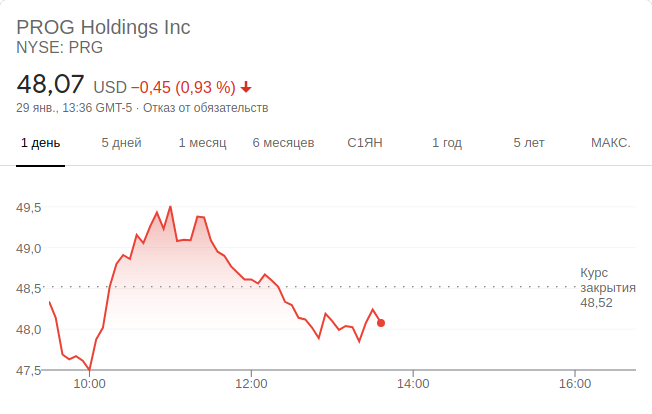 PROG Holdings Inc
NYSE: PRG
48,07 USD −0,45 (0,93 %)
29 янв., 13:36 GMT-5 · Отказ от обязательств
1 день 5 дней 1 месяц 6 месяцев С1ЯН 1 год 5 лет МАКС.
49,5
49,0
48,5
48,0
47,5
Курс
закрытия
48,52
10:00 12:00 14:00 16:00